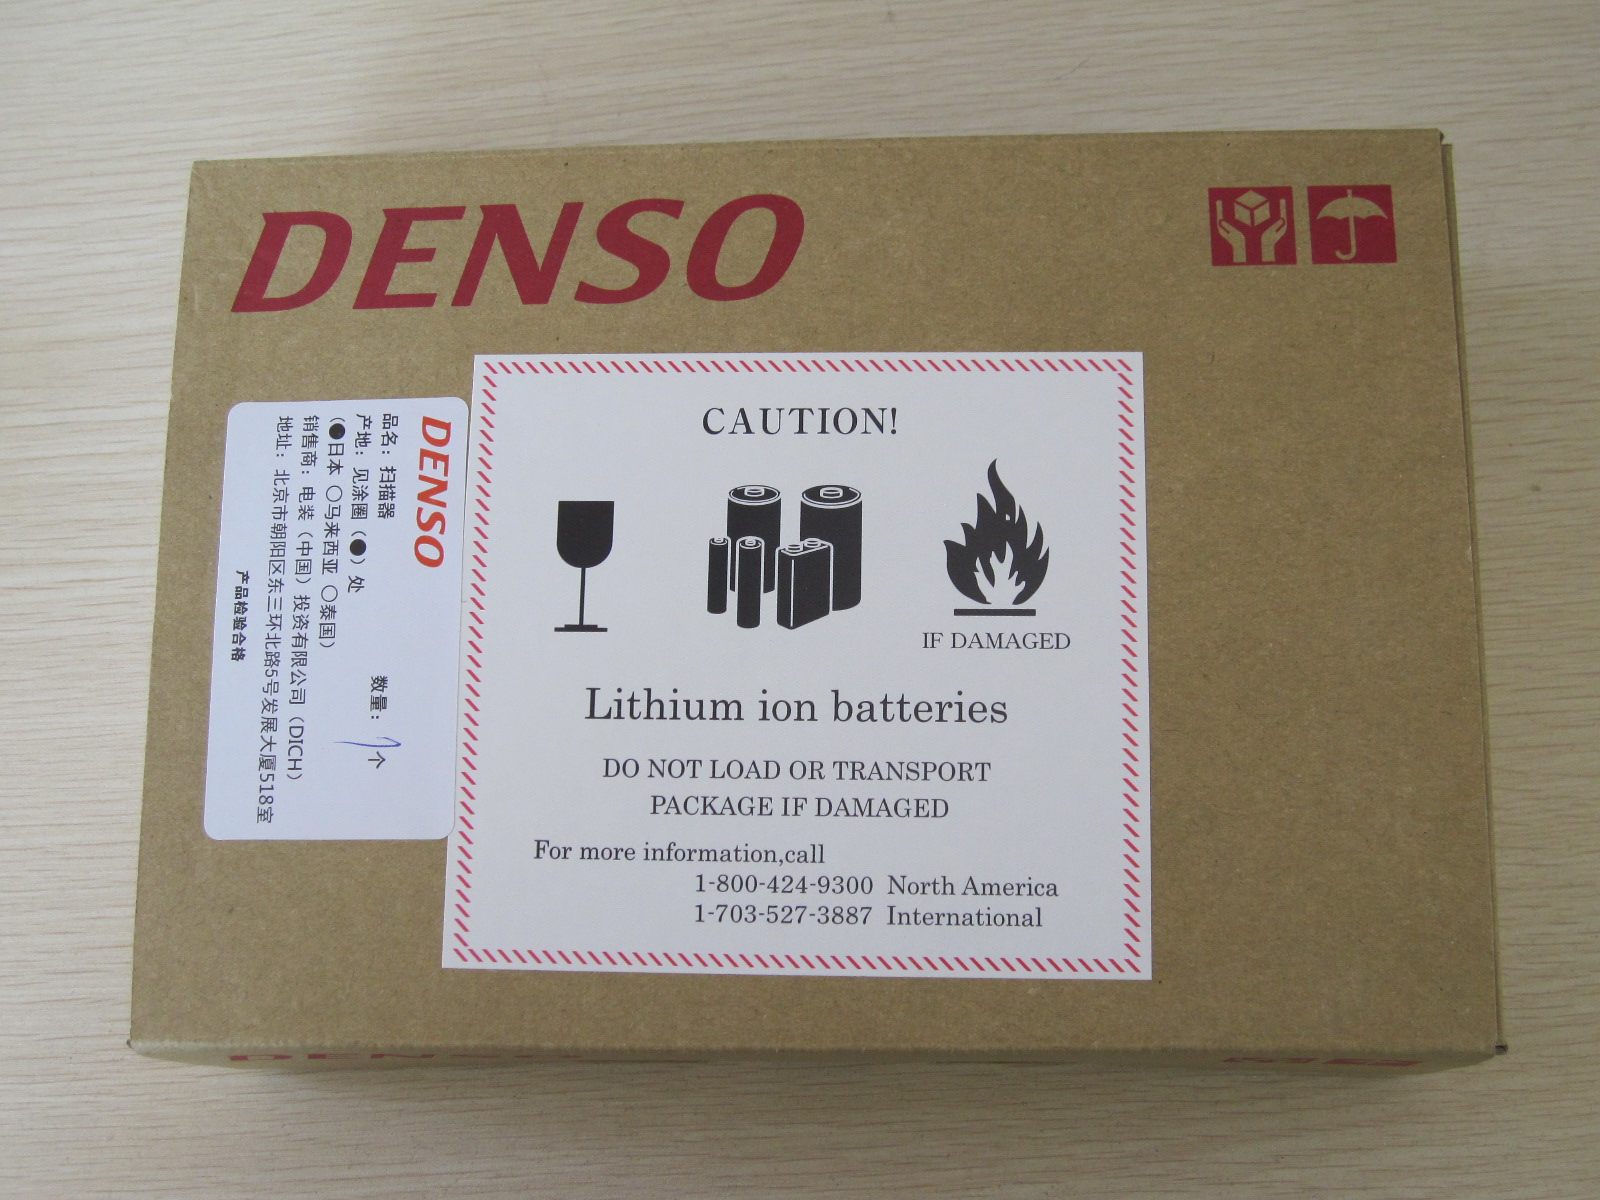 DENSO
CAUTION!
IF DAMAGED
Lithium ion batteries
DO NOT LOAD OR TRANSPORT
PACKAGE IF DAMAGED
For more information,call
1-800-424-9300 North America
1-703-527-3887 International
DENSO
品名：扫描器
数量：1个
产地：见涂圈（●）处
（●日本 〇马来西亚 〇泰国）
销售商：电装（中国）投资有限公司（DICH）
地址：北京市朝阳区东三环北路5号发展大厦518室
产品检验合格